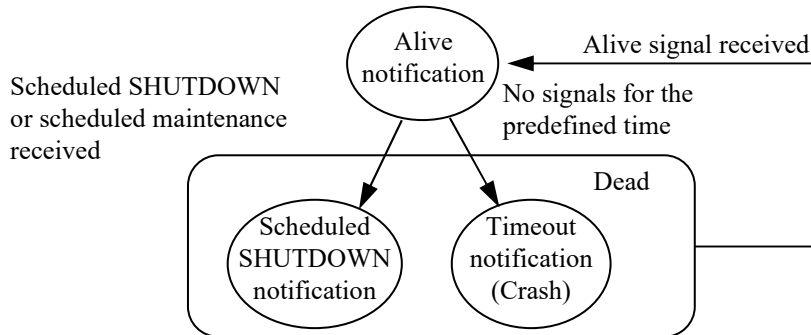 Alive
notification
Alive signal received
Scheduled SHUTDOWN
or scheduled maintenance
received
No signals for the
predefined time
Dead
Scheduled
SHUTDOWN
notification
Timeout
notification
(Crash)